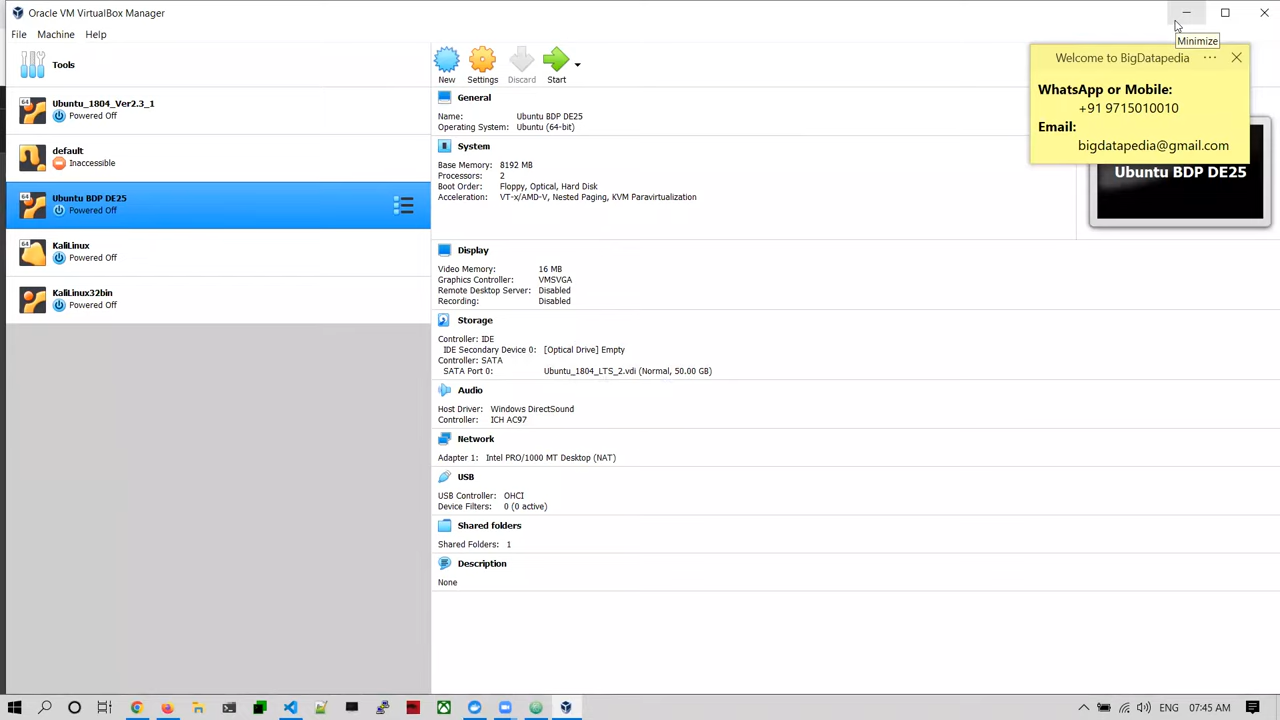 Oracle VM VirtualBox Manager
File Machine Help
Minimize
Tools
New Settings Discard Start
Welcome to BigDatapedia ···
WhatsApp or Mobile:
+91 9715010010
Email:
bigdatapedia@gmail.com
64 Ubuntu_1804_Ver2.3_1
Powered Off
default
Inaccessible
64 Ubuntu BDP DE25
Powered Off
64 KaliLinux
Powered Off
KaliLinux32bin
Powered Off
General
Name: Ubuntu BDP DE25
Operating System: Ubuntu (64-bit)
System
Base Memory: 8192 MB
Processors: 2
Boot Order: Floppy, Optical, Hard Disk
Acceleration: VT-x/AMD-V, Nested Paging, KVM Paravirtualization
Ubuntu BDP DE25
Display
Video Memory: 16 MB
Graphics Controller: VMSVGA
Remote Desktop Server: Disabled
Recording: Disabled
Storage
Controller: IDE
IDE Secondary Device 0: [Optical Drive] Empty
Controller: SATA
SATA Port 0: Ubuntu_1804_LTS_2.vdi (Normal, 50.00 GB)
Audio
Host Driver: Windows DirectSound
Controller: ICH AC97
Network
Adapter 1: Intel PRO/1000 MT Desktop (NAT)
USB
USB Controller: OHCI
Device Filters: 0 (0 active)
Shared folders
Shared Folders: 1
Description
None
ENG 07:45 AM